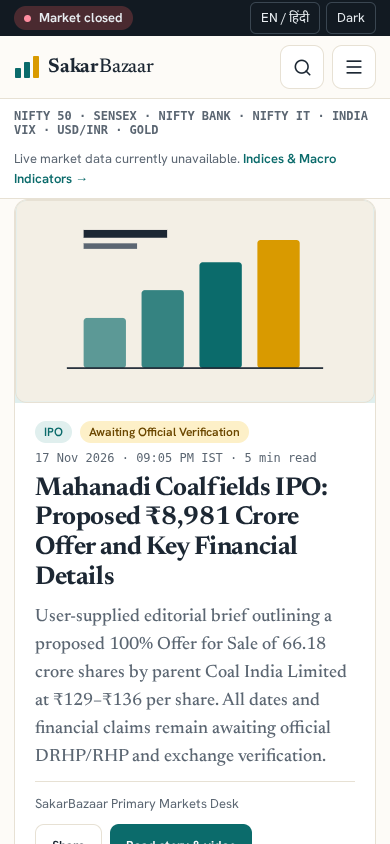 Market closed
EN / हिंदी
Dark
SakarBazaar
NIFTY 50 · SENSEX · NIFTY BANK · NIFTY IT · INDIA
VIX · USD/INR · GOLD
Live market data currently unavailable. Indices & Macro
Indicators →
IPO
Awaiting Official Verification
17 Nov 2026 · 09:05 PM IST · 5 min read
Mahanadi Coalfields IPO:
Proposed ₹8,981 Crore
Offer and Key Financial
Details
User-supplied editorial brief outlining a
proposed 100% Offer for Sale of 66.18
crore shares by parent Coal India Limited
at ₹129–₹136 per share. All dates and
financial claims remain awaiting official
DRHP/RHP and exchange verification.
SakarBazaar Primary Markets Desk